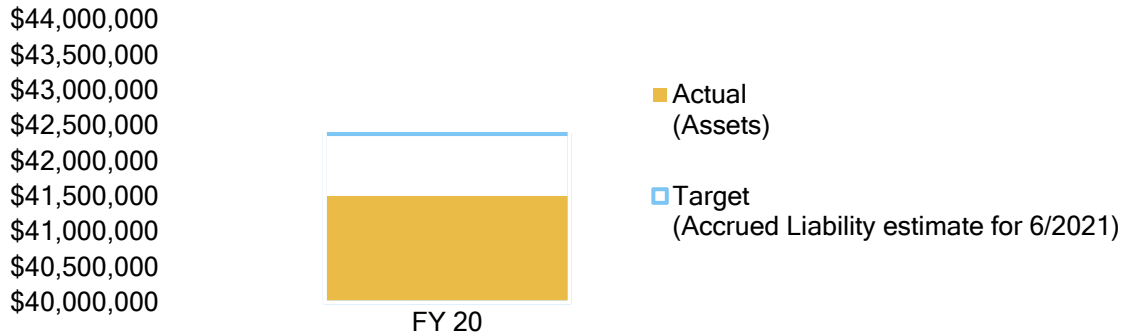 $44,000,000
$43,500,000
$43,000,000
$42,500,000
$42,000,000
$41,500,000
$41,000,000
$40,500,000
$40,000,000
FY 20
Actual
(Assets)
Target
(Accrued Liability estimate for 6/2021)